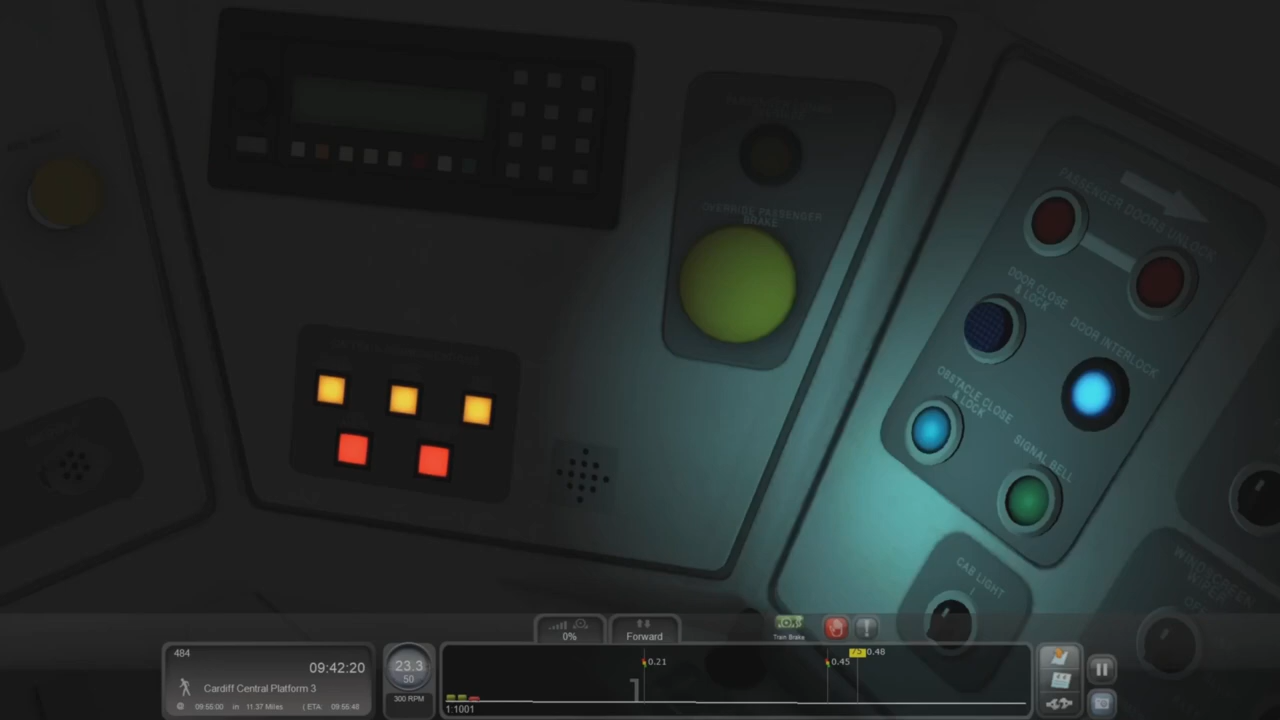 PASSENGER DOORS UNLOCK
OVERRIDE PASSENGER
BRAKE
DOOR CLOSE
& LOCK
DOOR INTERLOCK
OBSTACLE CLOSE
& LOCK
SIGNAL BELL
CAB LIGHT
WINDSCREEN
WIPER
0%
Forward
Train Brake
484
09:42:20
Cardiff Central Platform 3
09:55:00 in 11.37 Miles ( ETA: 09:55:48
23.3
50
300 RPM
0.21
0.45
75 0.48
1:1001